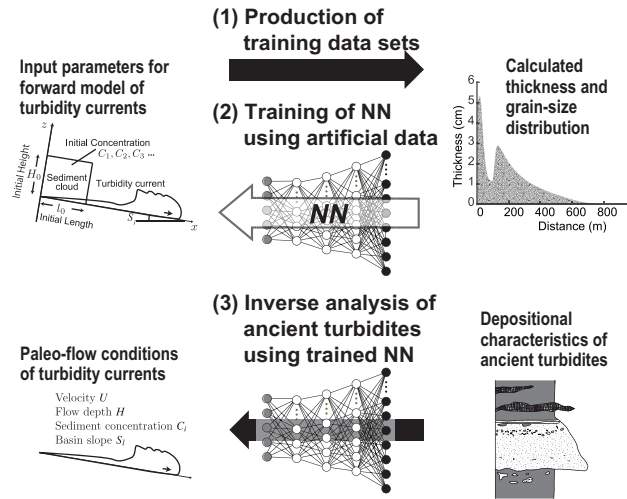 (1) Production of
training data sets
Input parameters for
forward model of
turbidity currents
z
Initial Concentration
C₁, C₂, C₃ ...
Initial Height
H₀
Sediment
cloud
Turbidity current
l₀
Initial Length
Sₗ
x
(2) Training of NN
using artificial data
NN
Calculated
thickness and
grain-size
distribution
Thickness (cm)
6
5
4
3
2
1
0
0
200
400
600
800
Distance (m)
(3) Inverse analysis of
ancient turbidites
using trained NN
Paleo-flow conditions
of turbidity currents
Velocity U
Flow depth H
Sediment concentration Cᵢ
Basin slope Sₗ
Depositional
characteristics of
ancient turbidites